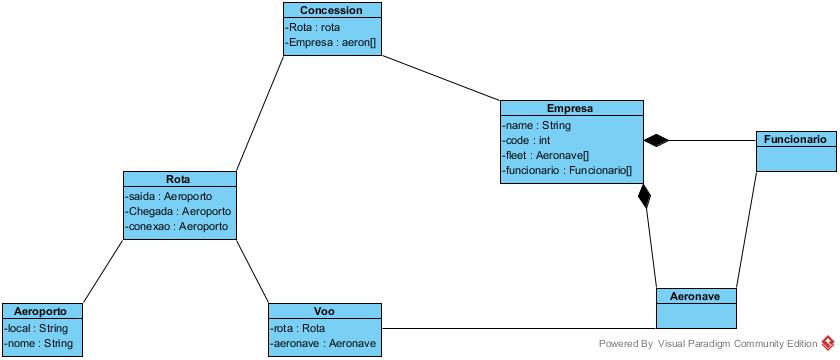 Concession
-Rota : rota
-Empresa : aeron[]
Empresa
-name : String
-code : int
-fleet : Aeronave[]
-funcionario : Funcionario[]
Funcionario
Rota
-saida : Aeroporto
-Chegada : Aeroporto
-conexao : Aeroporto
Aeroporto
-local : String
-nome : String
Voo
-rota : Rota
-aeronave : Aeronave
Aeronave
Powered By Visual Paradigm Community Edition